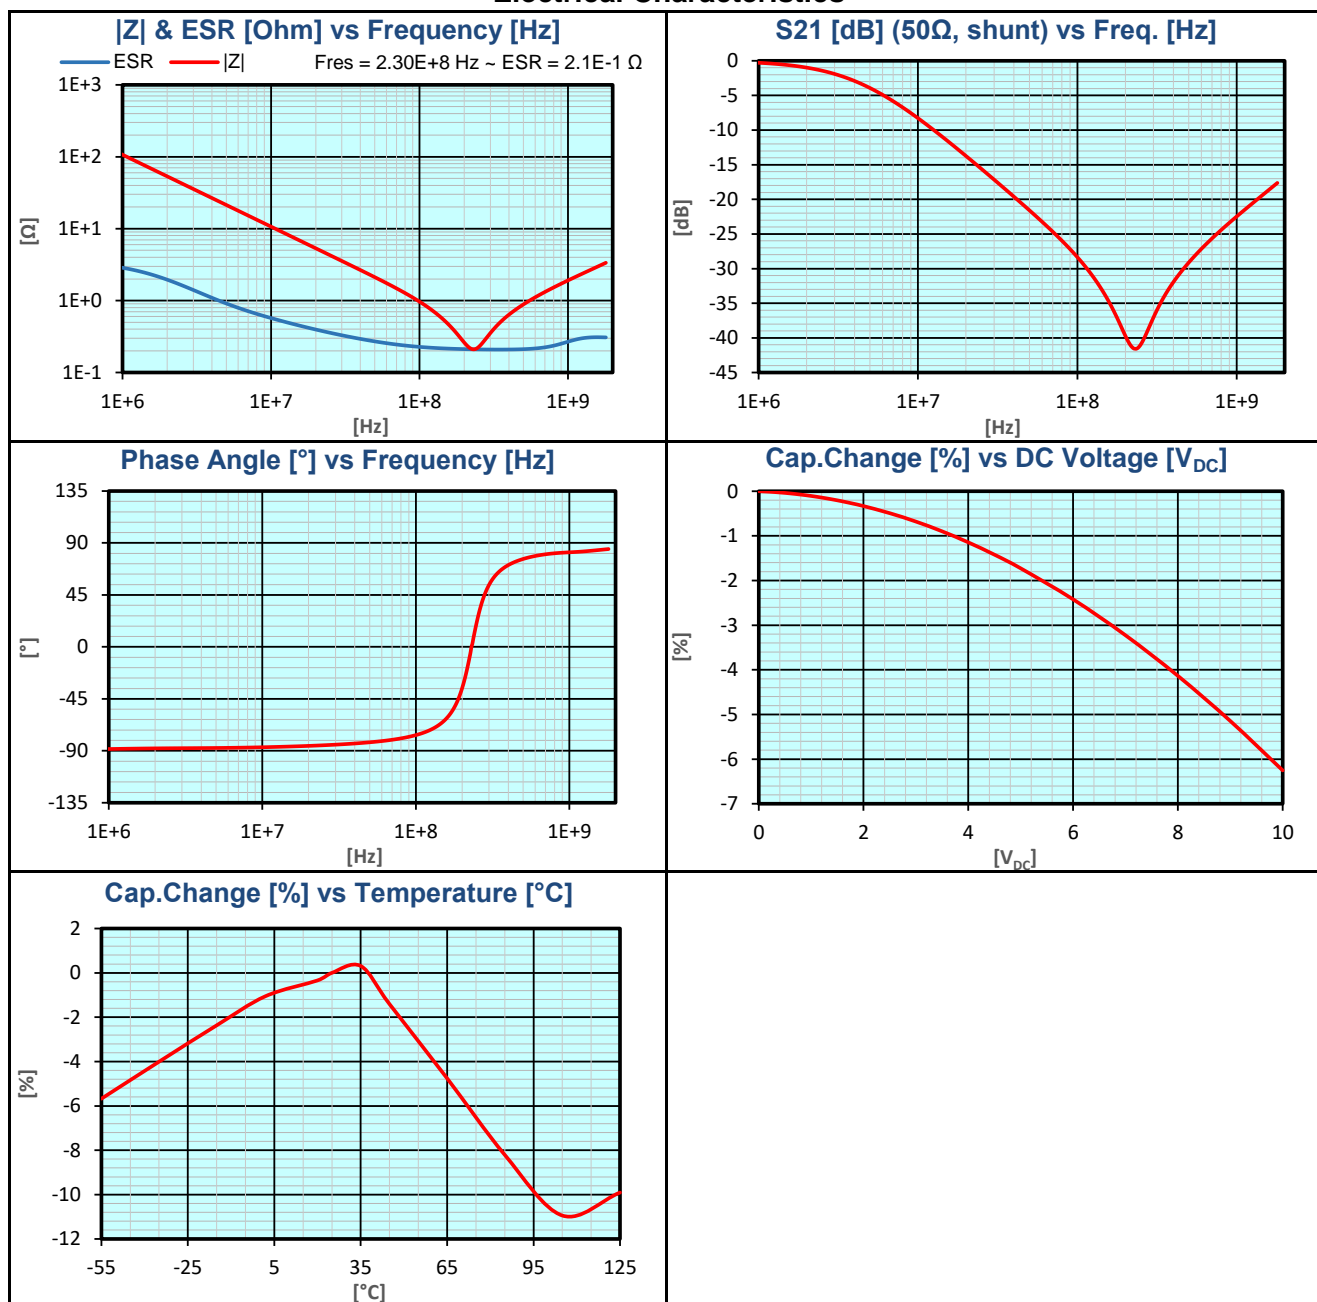 Electrical Characteristics
|Z| & ESR [Ohm] vs Frequency [Hz]
ESR |Z| Fres = 2.30E+8 Hz ~ ESR = 2.1E-1 Ω
1E+3
1E+2
1E+1
1E+0
1E-1
[Ω]
1E+6 1E+7 1E+8 1E+9
[Hz]
S21 [dB] (50Ω, shunt) vs Freq. [Hz]
0
-5
-10
-15
-20
-25
-30
-35
-40
-45
[dB]
1E+6 1E+7 1E+8 1E+9
[Hz]
Phase Angle [°] vs Frequency [Hz]
135
90
45
0
-45
-90
-135
[°]
1E+6 1E+7 1E+8 1E+9
[Hz]
Cap.Change [%] vs DC Voltage [VDC]
0
-1
-2
-3
-4
-5
-6
-7
[%]
0 2 4 6 8 10
[VDC]
Cap.Change [%] vs Temperature [°C]
2
0
-2
-4
-6
-8
-10
-12
[%]
-55 -25 5 35 65 95 125
[°C]